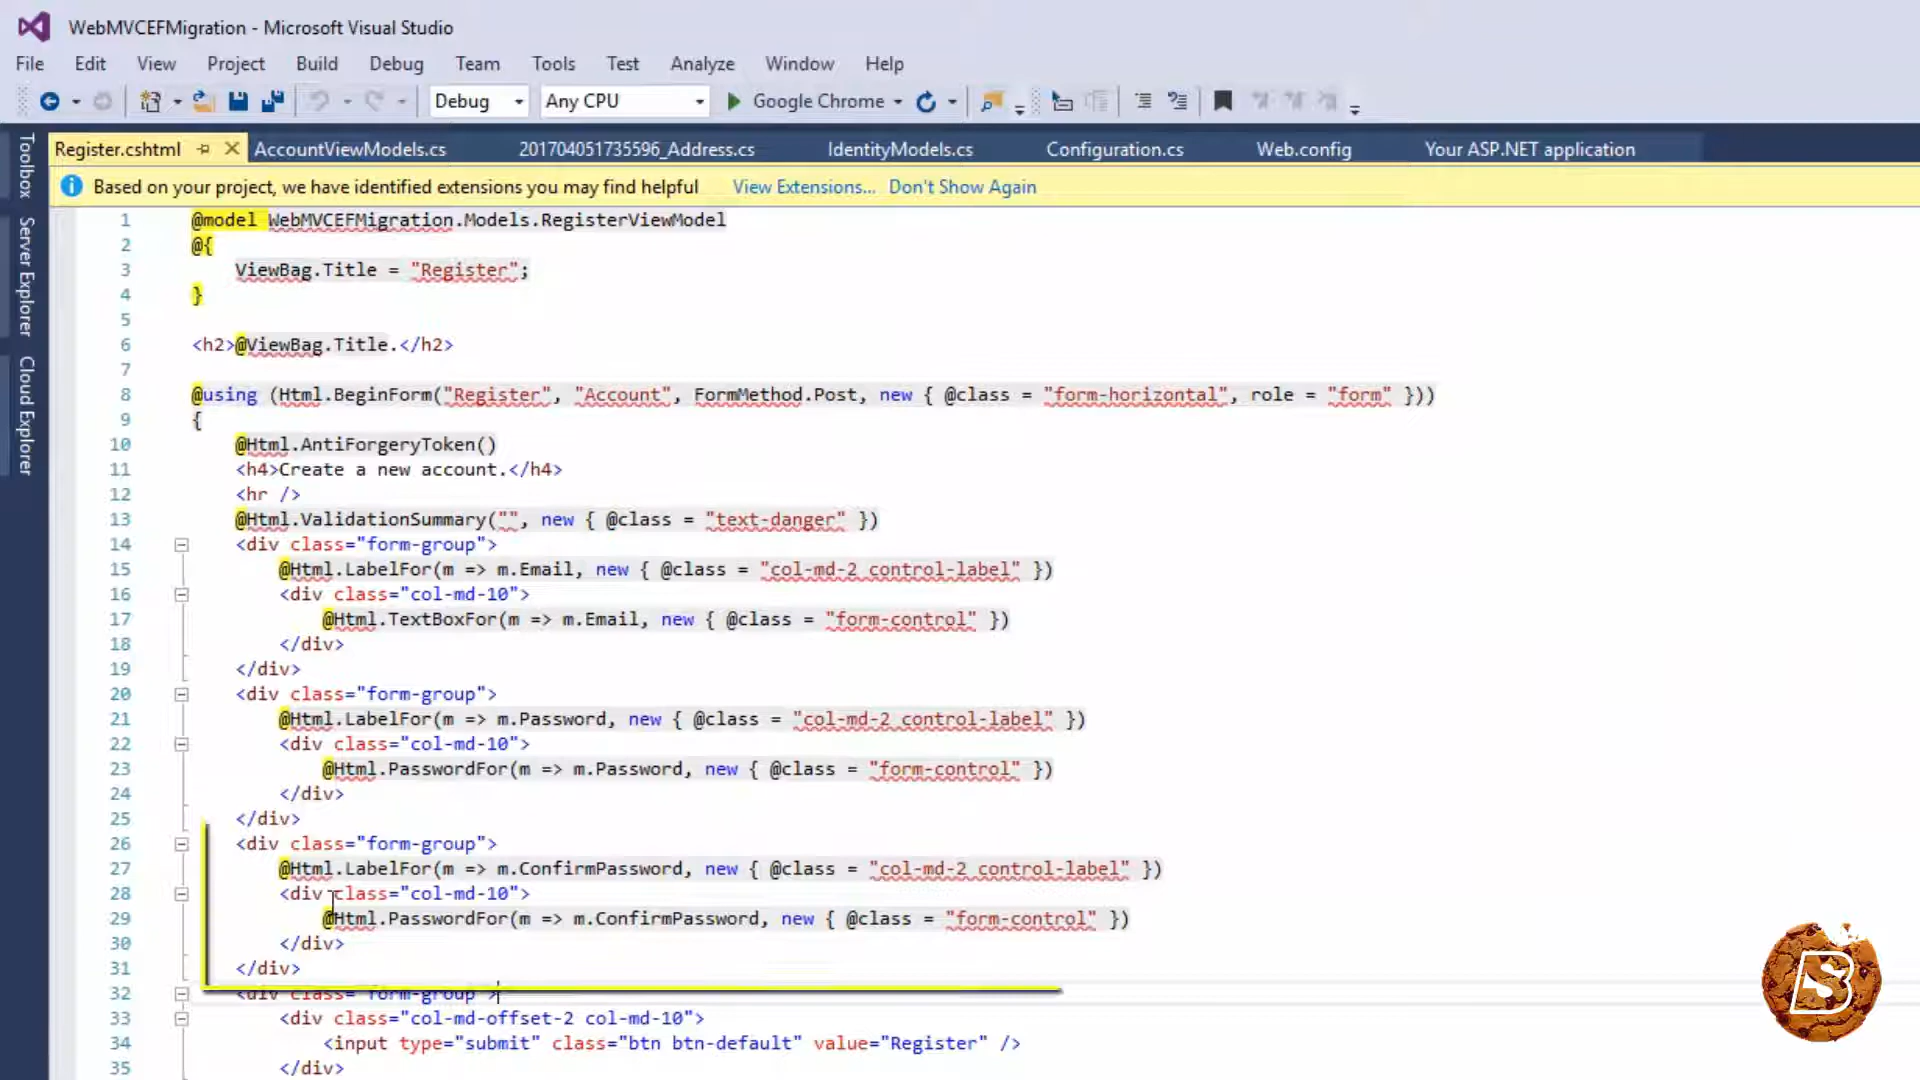 WebMVCEFMigration - Microsoft Visual Studio
File Edit View Project Build Debug Team Tools Test Analyze Window Help
Debug Any CPU Google Chrome
Toolbox
Server Explorer
Cloud Explorer
Register.cshtml AccountViewModels.cs 201704051735596_Address.cs IdentityModels.cs Configuration.cs Web.config Your ASP.NET application
Based on your project, we have identified extensions you may find helpful View Extensions... Don't Show Again
1 @model WebMVCEFMigration.Models.RegisterViewModel
2 @{
3 ViewBag.Title = "Register";
4 }
5
6 <h2>@ViewBag.Title.</h2>
7
8 @using (Html.BeginForm("Register", "Account", FormMethod.Post, new { @class = "form-horizontal", role = "form" }))
9 {
10 @Html.AntiForgeryToken()
11 <h4>Create a new account.</h4>
12 <hr />
13 @Html.ValidationSummary("", new { @class = "text-danger" })
14 <div class="form-group">
15 @Html.LabelFor(m => m.Email, new { @class = "col-md-2 control-label" })
16 <div class="col-md-10">
17 @Html.TextBoxFor(m => m.Email, new { @class = "form-control" })
18 </div>
19 </div>
20 <div class="form-group">
21 @Html.LabelFor(m => m.Password, new { @class = "col-md-2 control-label" })
22 <div class="col-md-10">
23 @Html.PasswordFor(m => m.Password, new { @class = "form-control" })
24 </div>
25 </div>
26 <div class="form-group">
27 @Html.LabelFor(m => m.ConfirmPassword, new { @class = "col-md-2 control-label" })
28 <div class="col-md-10">
29 @Html.PasswordFor(m => m.ConfirmPassword, new { @class = "form-control" })
30 </div>
31 </div>
32 <div class="form-group">
33 <div class="col-md-offset-2 col-md-10">
34 <input type="submit" class="btn btn-default" value="Register" />
35 </div>